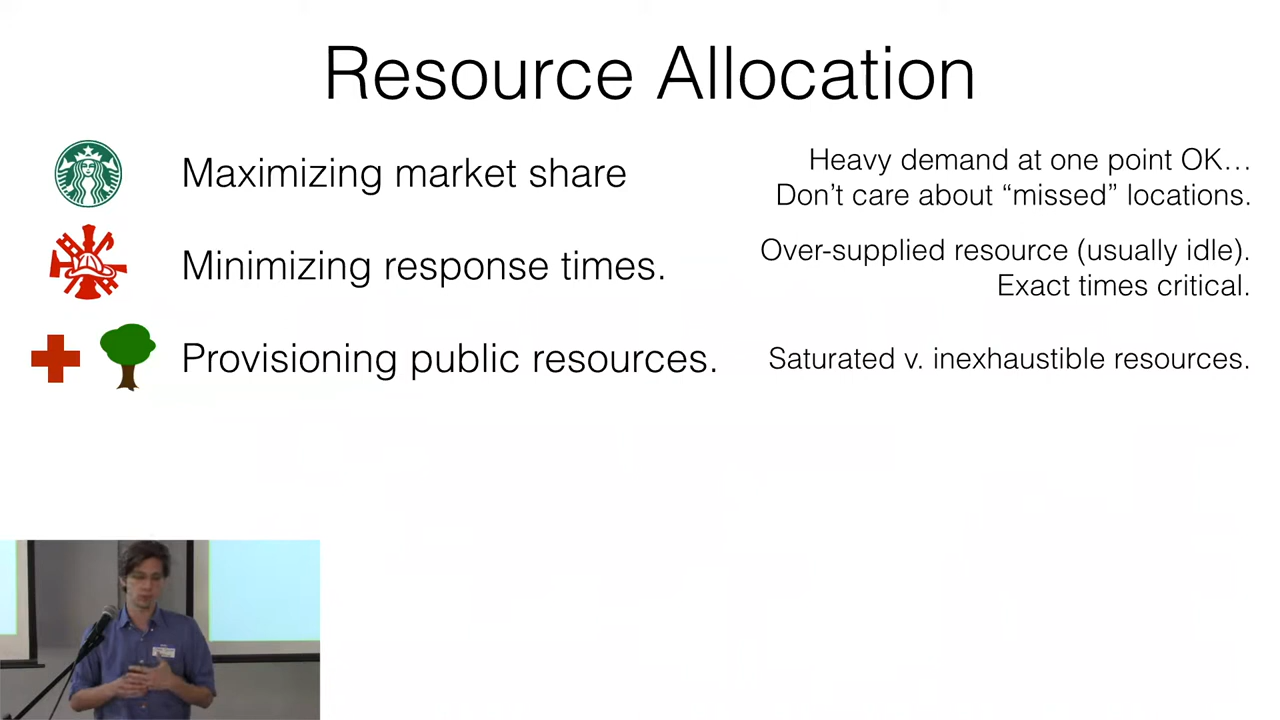 Resource Allocation
Maximizing market share
Heavy demand at one point OK…
Don’t care about “missed” locations.
Minimizing response times.
Over-supplied resource (usually idle).
Exact times critical.
Provisioning public resources.
Saturated v. inexhaustible resources.